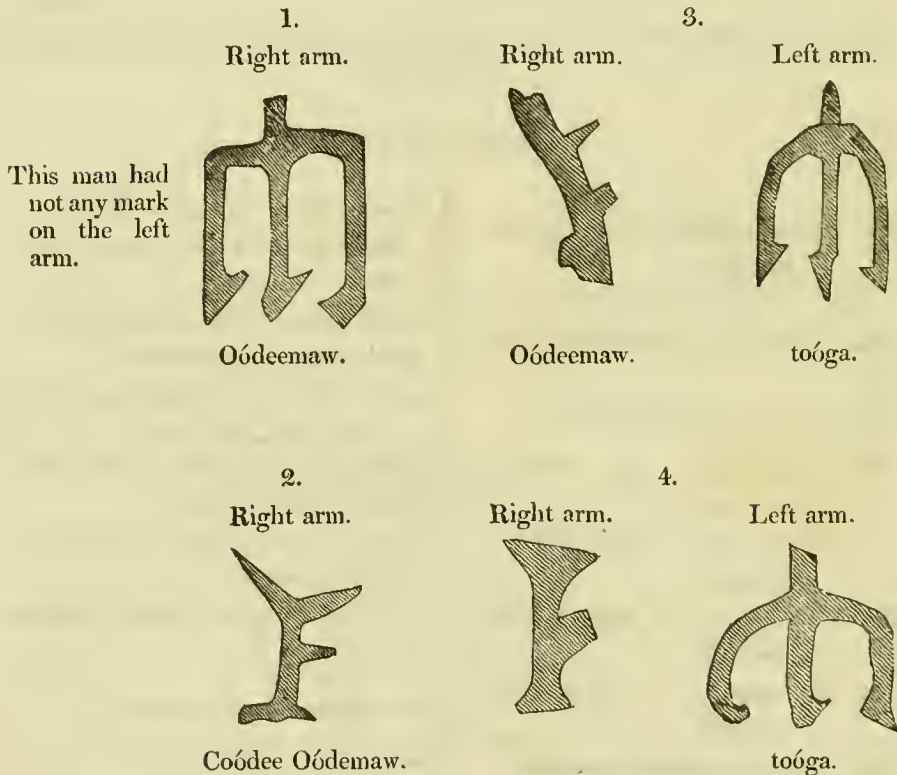 1.
Right arm.
This man had
not any mark
on the left
arm.
Oódeemaw.
3.
Right arm.
Left arm.
Oódeemaw.
toóga.
2.
Right arm.
Coódee Oódemaw.
4.
Right arm.
Left arm.
toóga.